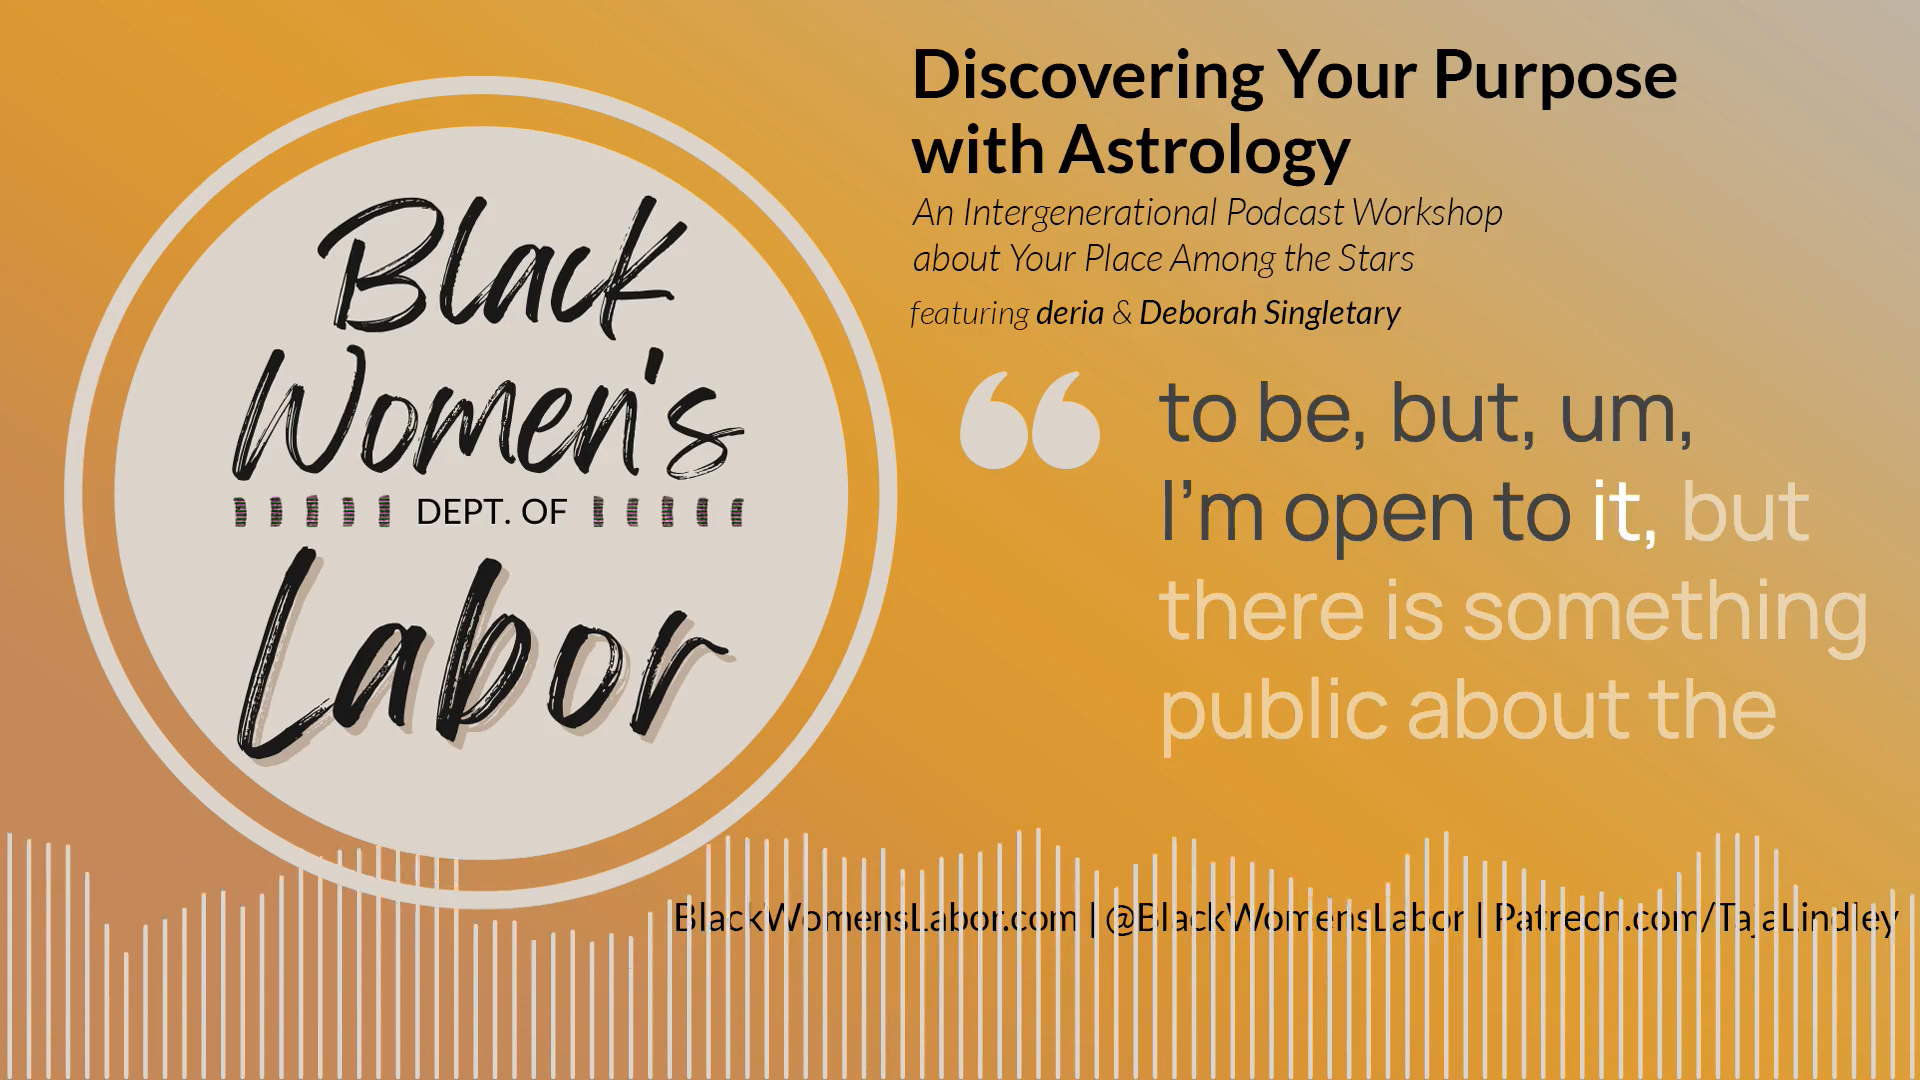 Black
Women's
DEPT. OF
Labor
Discovering Your Purpose
with Astrology
An Intergenerational Podcast Workshop
about Your Place Among the Stars
featuring deria & Deborah Singletary
“
to be, but, um,
I’m open to it, but
there is something
public about the
BlackWomensLabor.com | @BlackWomensLabor | Patreon.com/TajaLindley